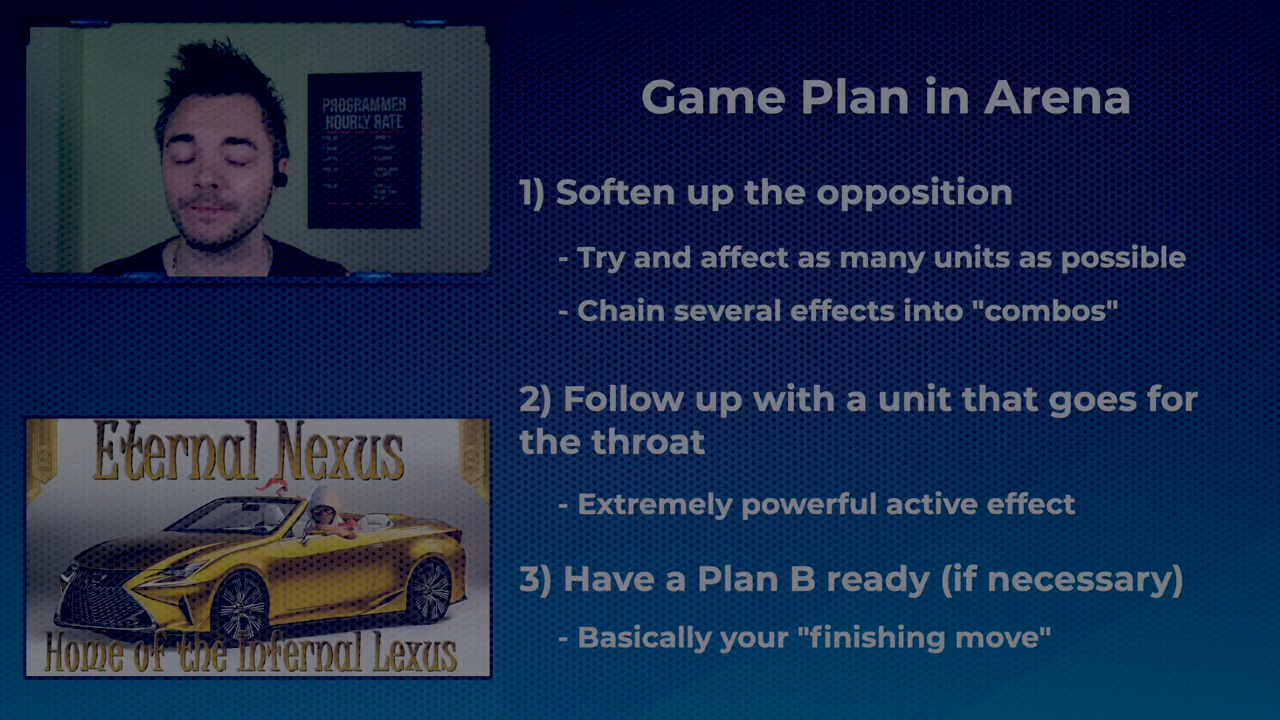 PROGRAMMER
HOURLY RATE
Game Plan in Arena
1) Soften up the opposition
- Try and affect as many units as possible
- Chain several effects into "combos"
2) Follow up with a unit that goes for
the throat
- Extremely powerful active effect
3) Have a Plan B ready (if necessary)
- Basically your "finishing move"
Eternal Nexus
Home of the Infernal Lexus